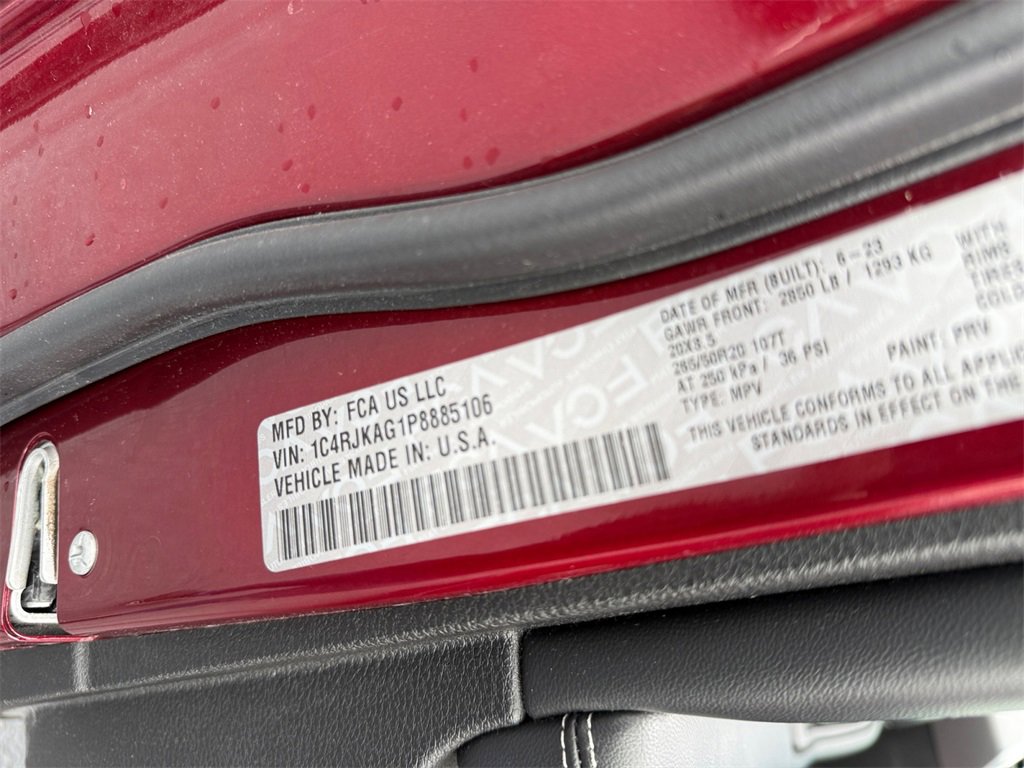 MFD BY: FCA US LLC
VIN: 1C4RJKAG1P8885106
VEHICLE MADE IN: U.S.A.
DATE OF MFR (BUILT): 6-23
GAWR FRONT: 2850 LB / 1293 KG
WITH
20X8.5
RIMS
265/50R20 107T
TIRES
AT 250 kPa / 36 PSI
COLD
TYPE: MPV
PAINT: PRV
THIS VEHICLE CONFORMS TO ALL APPLIC
STANDARDS IN EFFECT ON THE